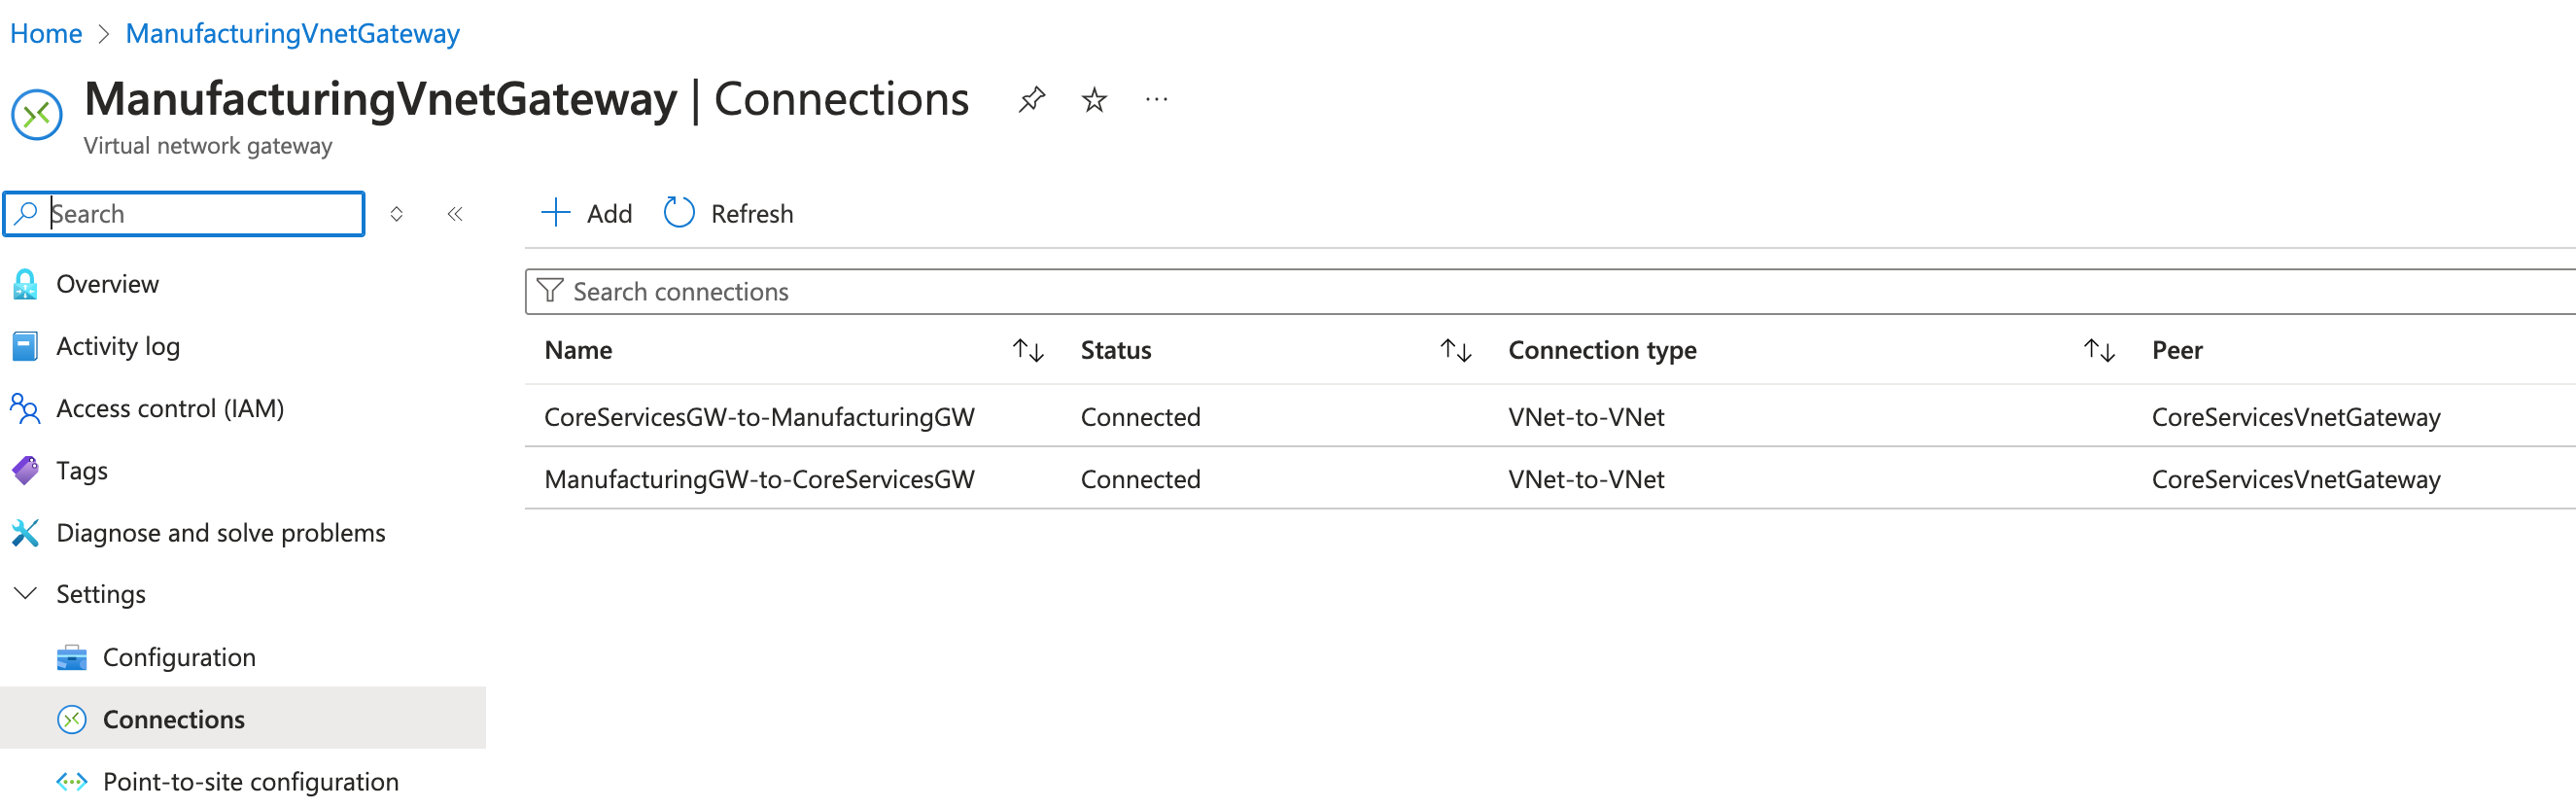 Home > ManufacturingVnetGateway
ManufacturingVnetGateway | Connections ...
Virtual network gateway
Search
Add Refresh
Search connections
Name Status Connection type Peer
CoreServicesGW-to-ManufacturingGW Connected VNet-to-VNet CoreServicesVnetGateway
ManufacturingGW-to-CoreServicesGW Connected VNet-to-VNet CoreServicesVnetGateway
Overview
Activity log
Access control (IAM)
Tags
Diagnose and solve problems
Settings
Configuration
Connections
Point-to-site configuration